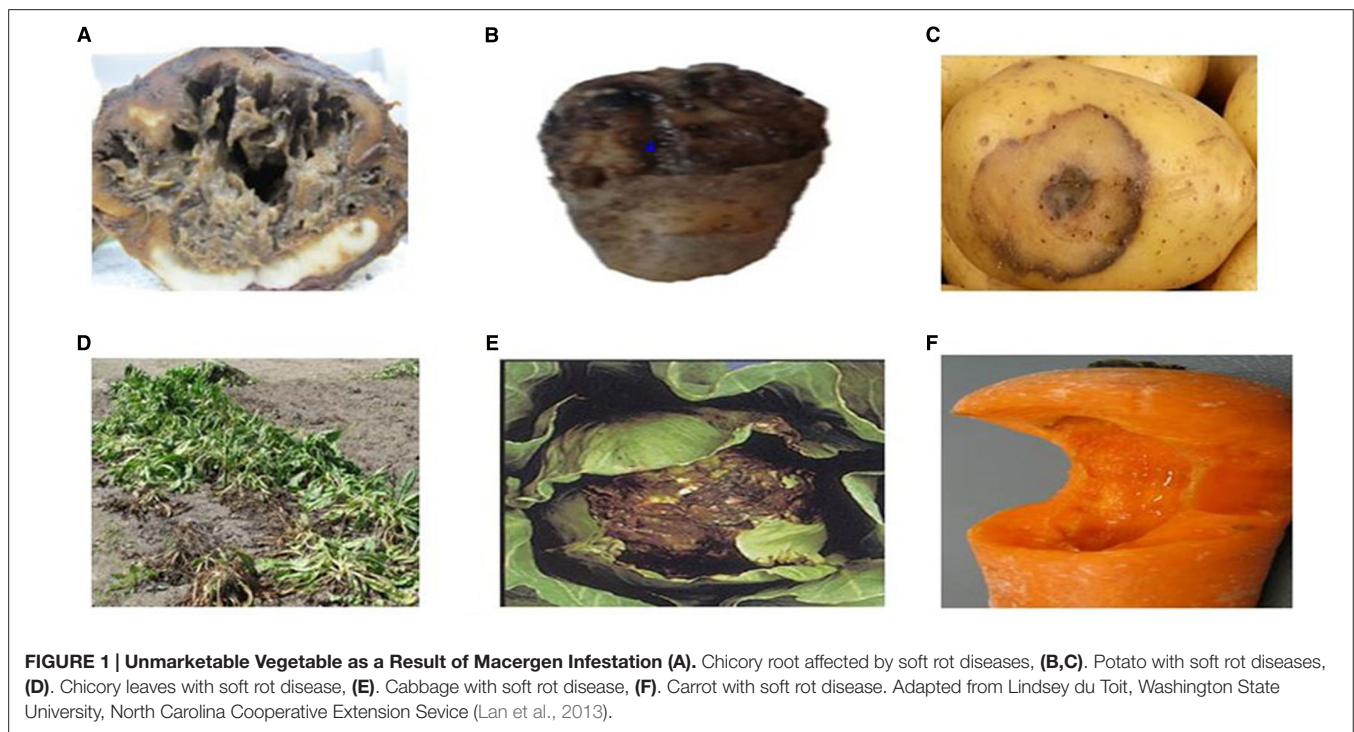 A
B
C
D
E
F
FIGURE 1 | Unmarketable Vegetable as a Result of Macergen Infestation (A). Chicory root affected by soft rot diseases, (B,C). Potato with soft rot diseases,
(D). Chicory leaves with soft rot disease, (E). Cabbage with soft rot disease, (F). Carrot with soft rot disease. Adapted from Lindsey du Toit, Washington State
University, North Carolina Cooperative Extension Sevice (Lan et al., 2013).